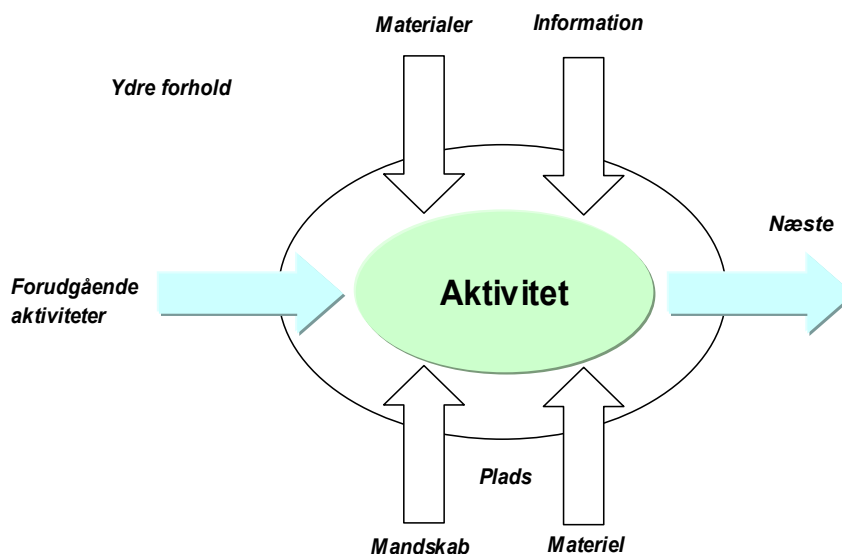 Materialer
Information
Ydre forhold
Næste
Forudgående
aktiviteter
Aktivitet
Plads
Mandskab
Materiel